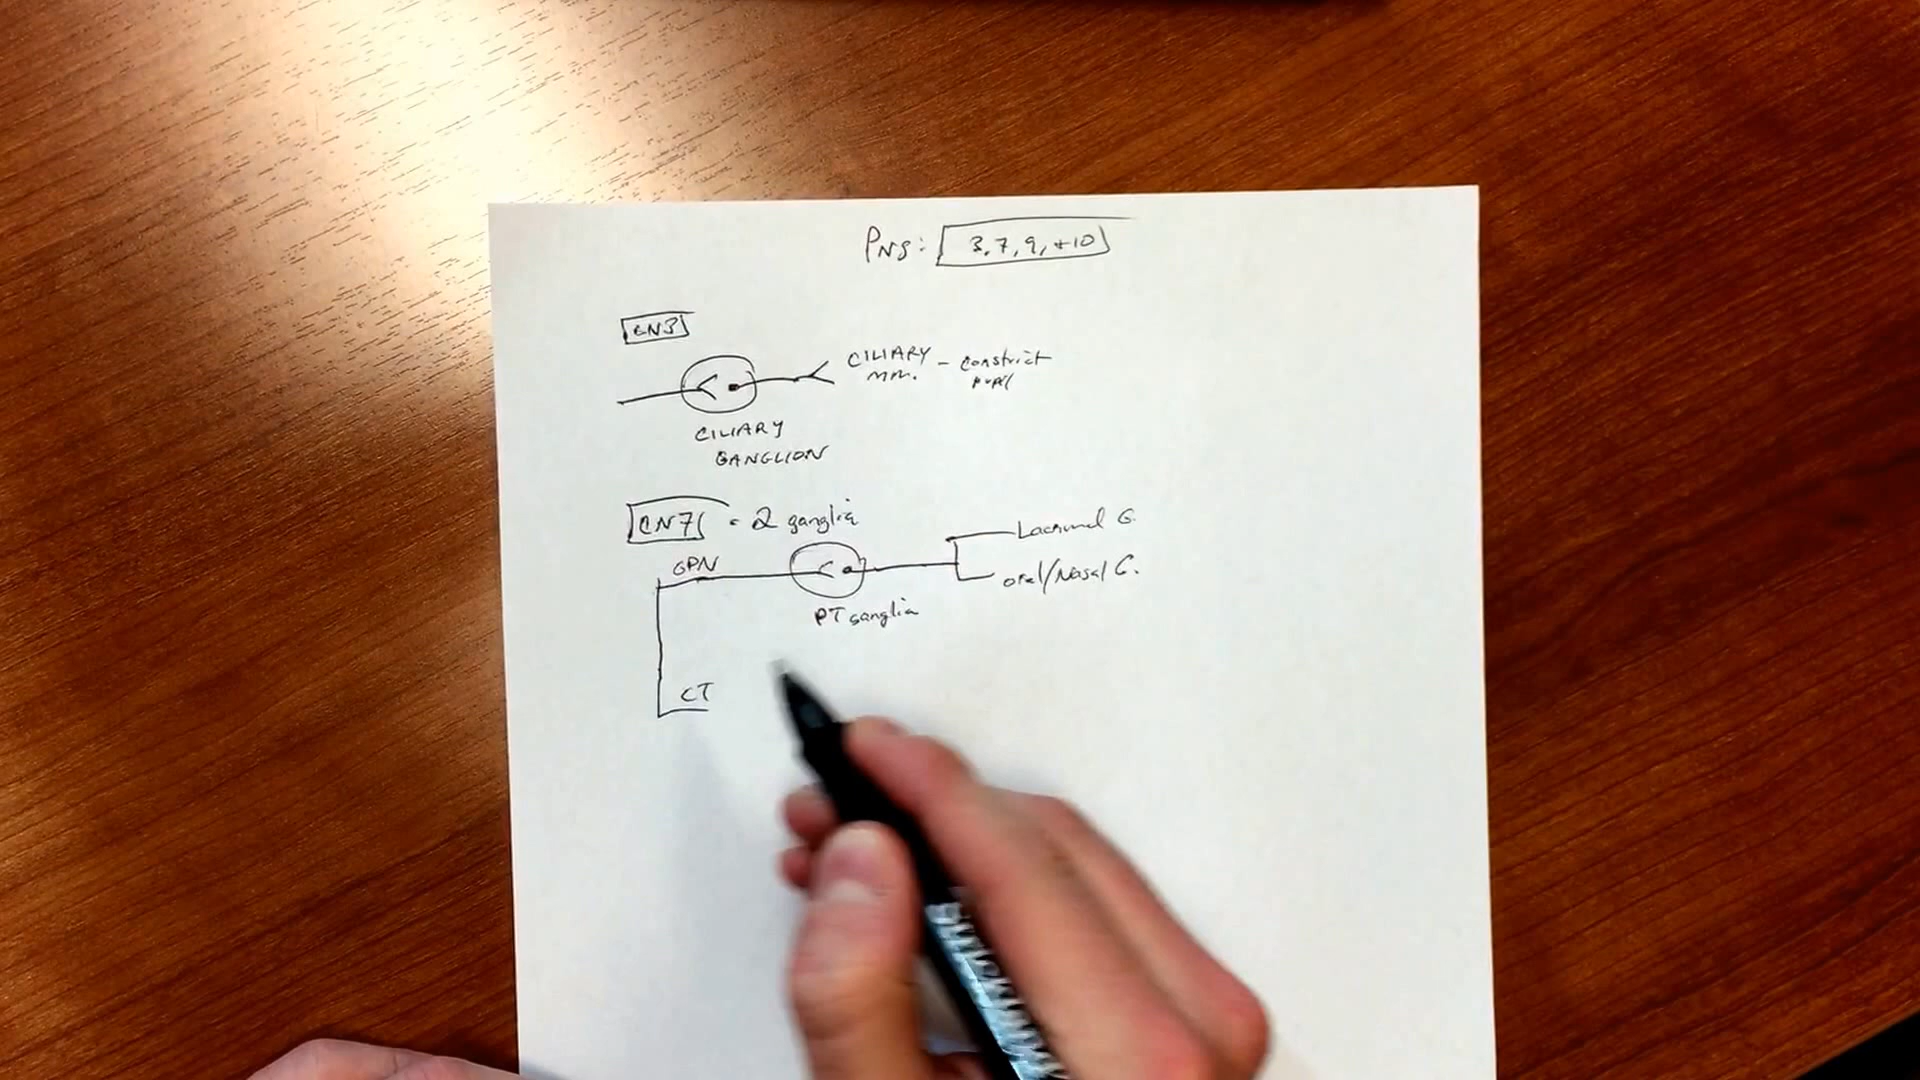 PNS: 3, 7, 9, +10
CN3
CILIARY - constrict
mm. pupil
CILIARY
GANGLION
CN7 = 2 ganglia
GPN
Lacrimal G.
oral/Nasal G.
PT ganglia
CT